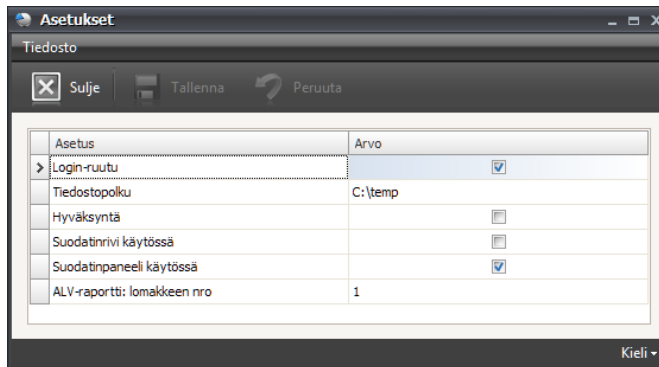 Asetukset
Tiedosto
Sulje Tallenna Peruuta
Asetus Arvo
Login-ruutu
Tiedostopolku C:\temp
Hyväksyntä
Suodatinrivi käytössä
Suodatinpaneeli käytössä
ALV-raportti: lomakkeen nro 1
Kieli